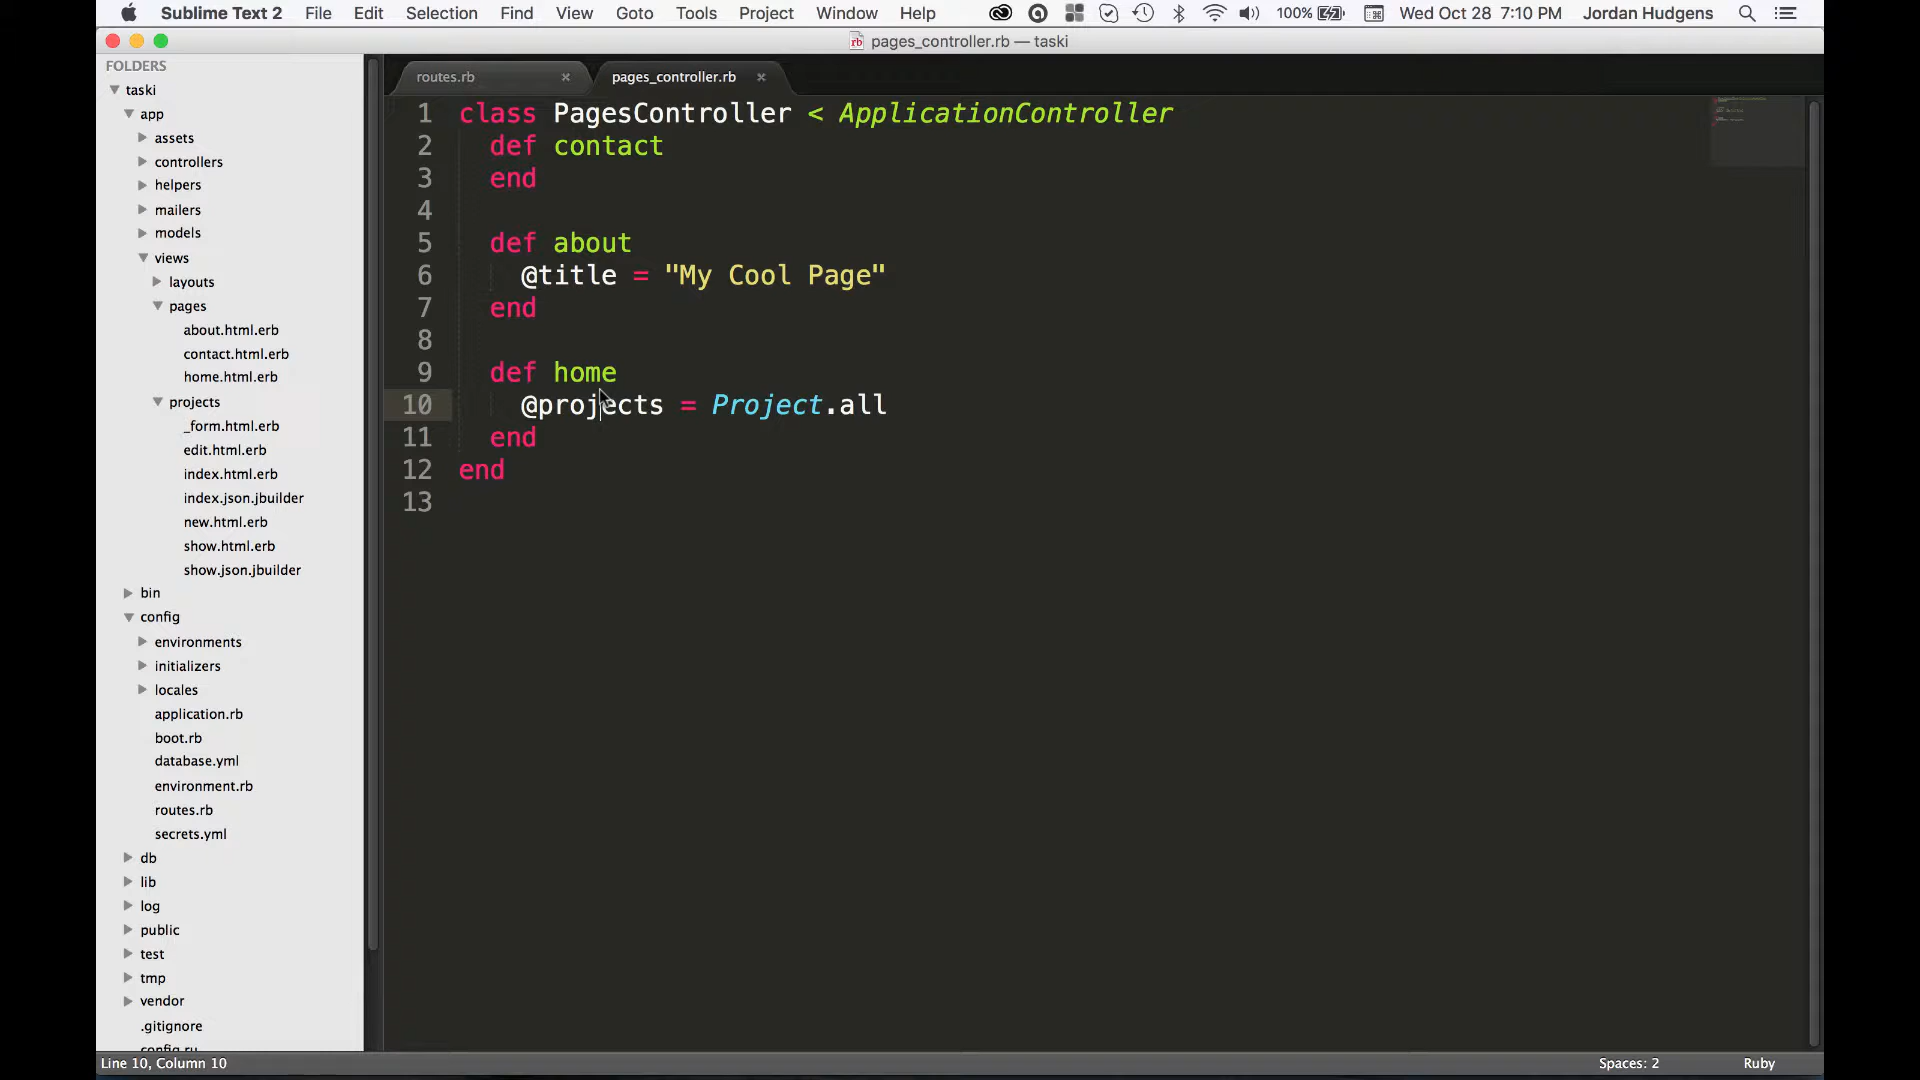 Sublime Text 2 File Edit Selection Find View Goto Tools Project Window Help 100% Wed Oct 28 7:10 PM Jordan Hudgens
pages_controller.rb — taski
FOLDERS
taski
app
assets
controllers
helpers
mailers
models
views
layouts
pages
about.html.erb
contact.html.erb
home.html.erb
projects
_form.html.erb
edit.html.erb
index.html.erb
index.json.jbuilder
new.html.erb
show.html.erb
show.json.jbuilder
bin
config
environments
initializers
locales
application.rb
boot.rb
database.yml
environment.rb
routes.rb
secrets.yml
db
lib
log
public
test
tmp
vendor
.gitignore
config.ru
routes.rb × pages_controller.rb ×
1 class PagesController < ApplicationController
2 def contact
3 end
4
5 def about
6 @title = "My Cool Page"
7 end
8
9 def home
10 @projects = Project.all
11 end
12 end
13
Line 10, Column 10 Spaces: 2 Ruby